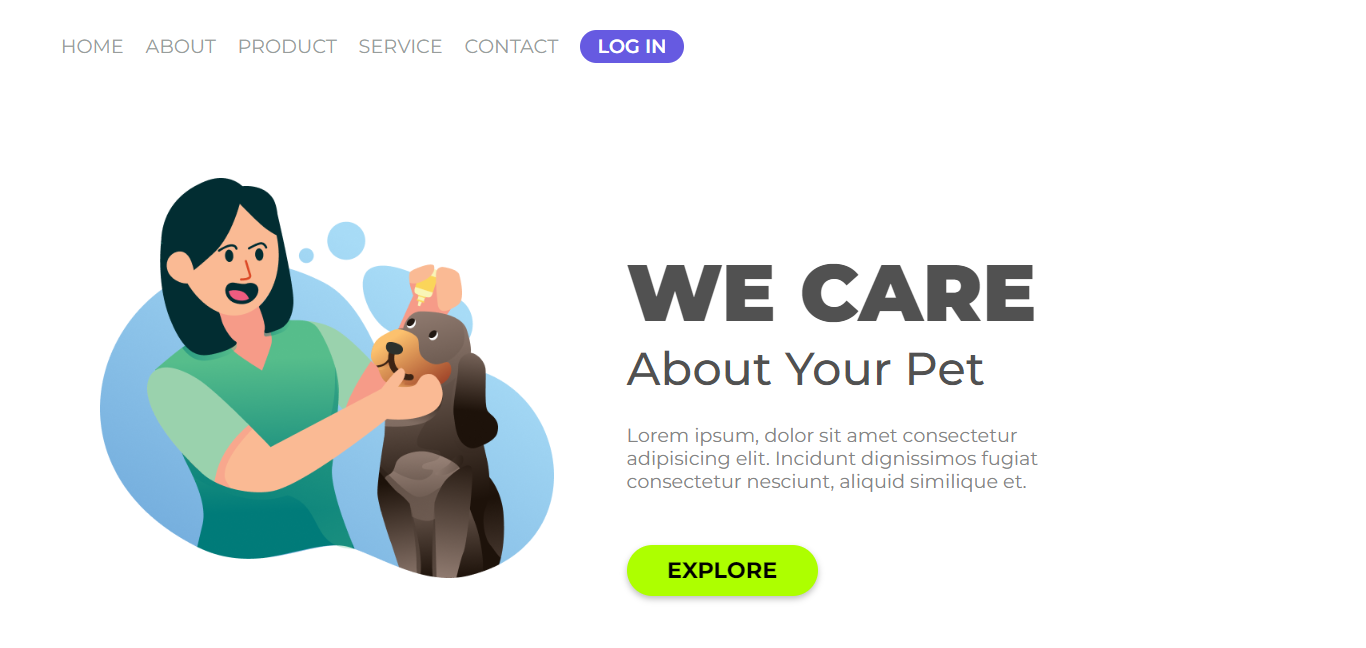 HOME ABOUT PRODUCT SERVICE CONTACT LOG IN
WE CARE
About Your Pet
Lorem ipsum, dolor sit amet consectetur
adipisicing elit. Incidunt dignissimos fugiat
consectetur nesciunt, aliquid similique et.
EXPLORE